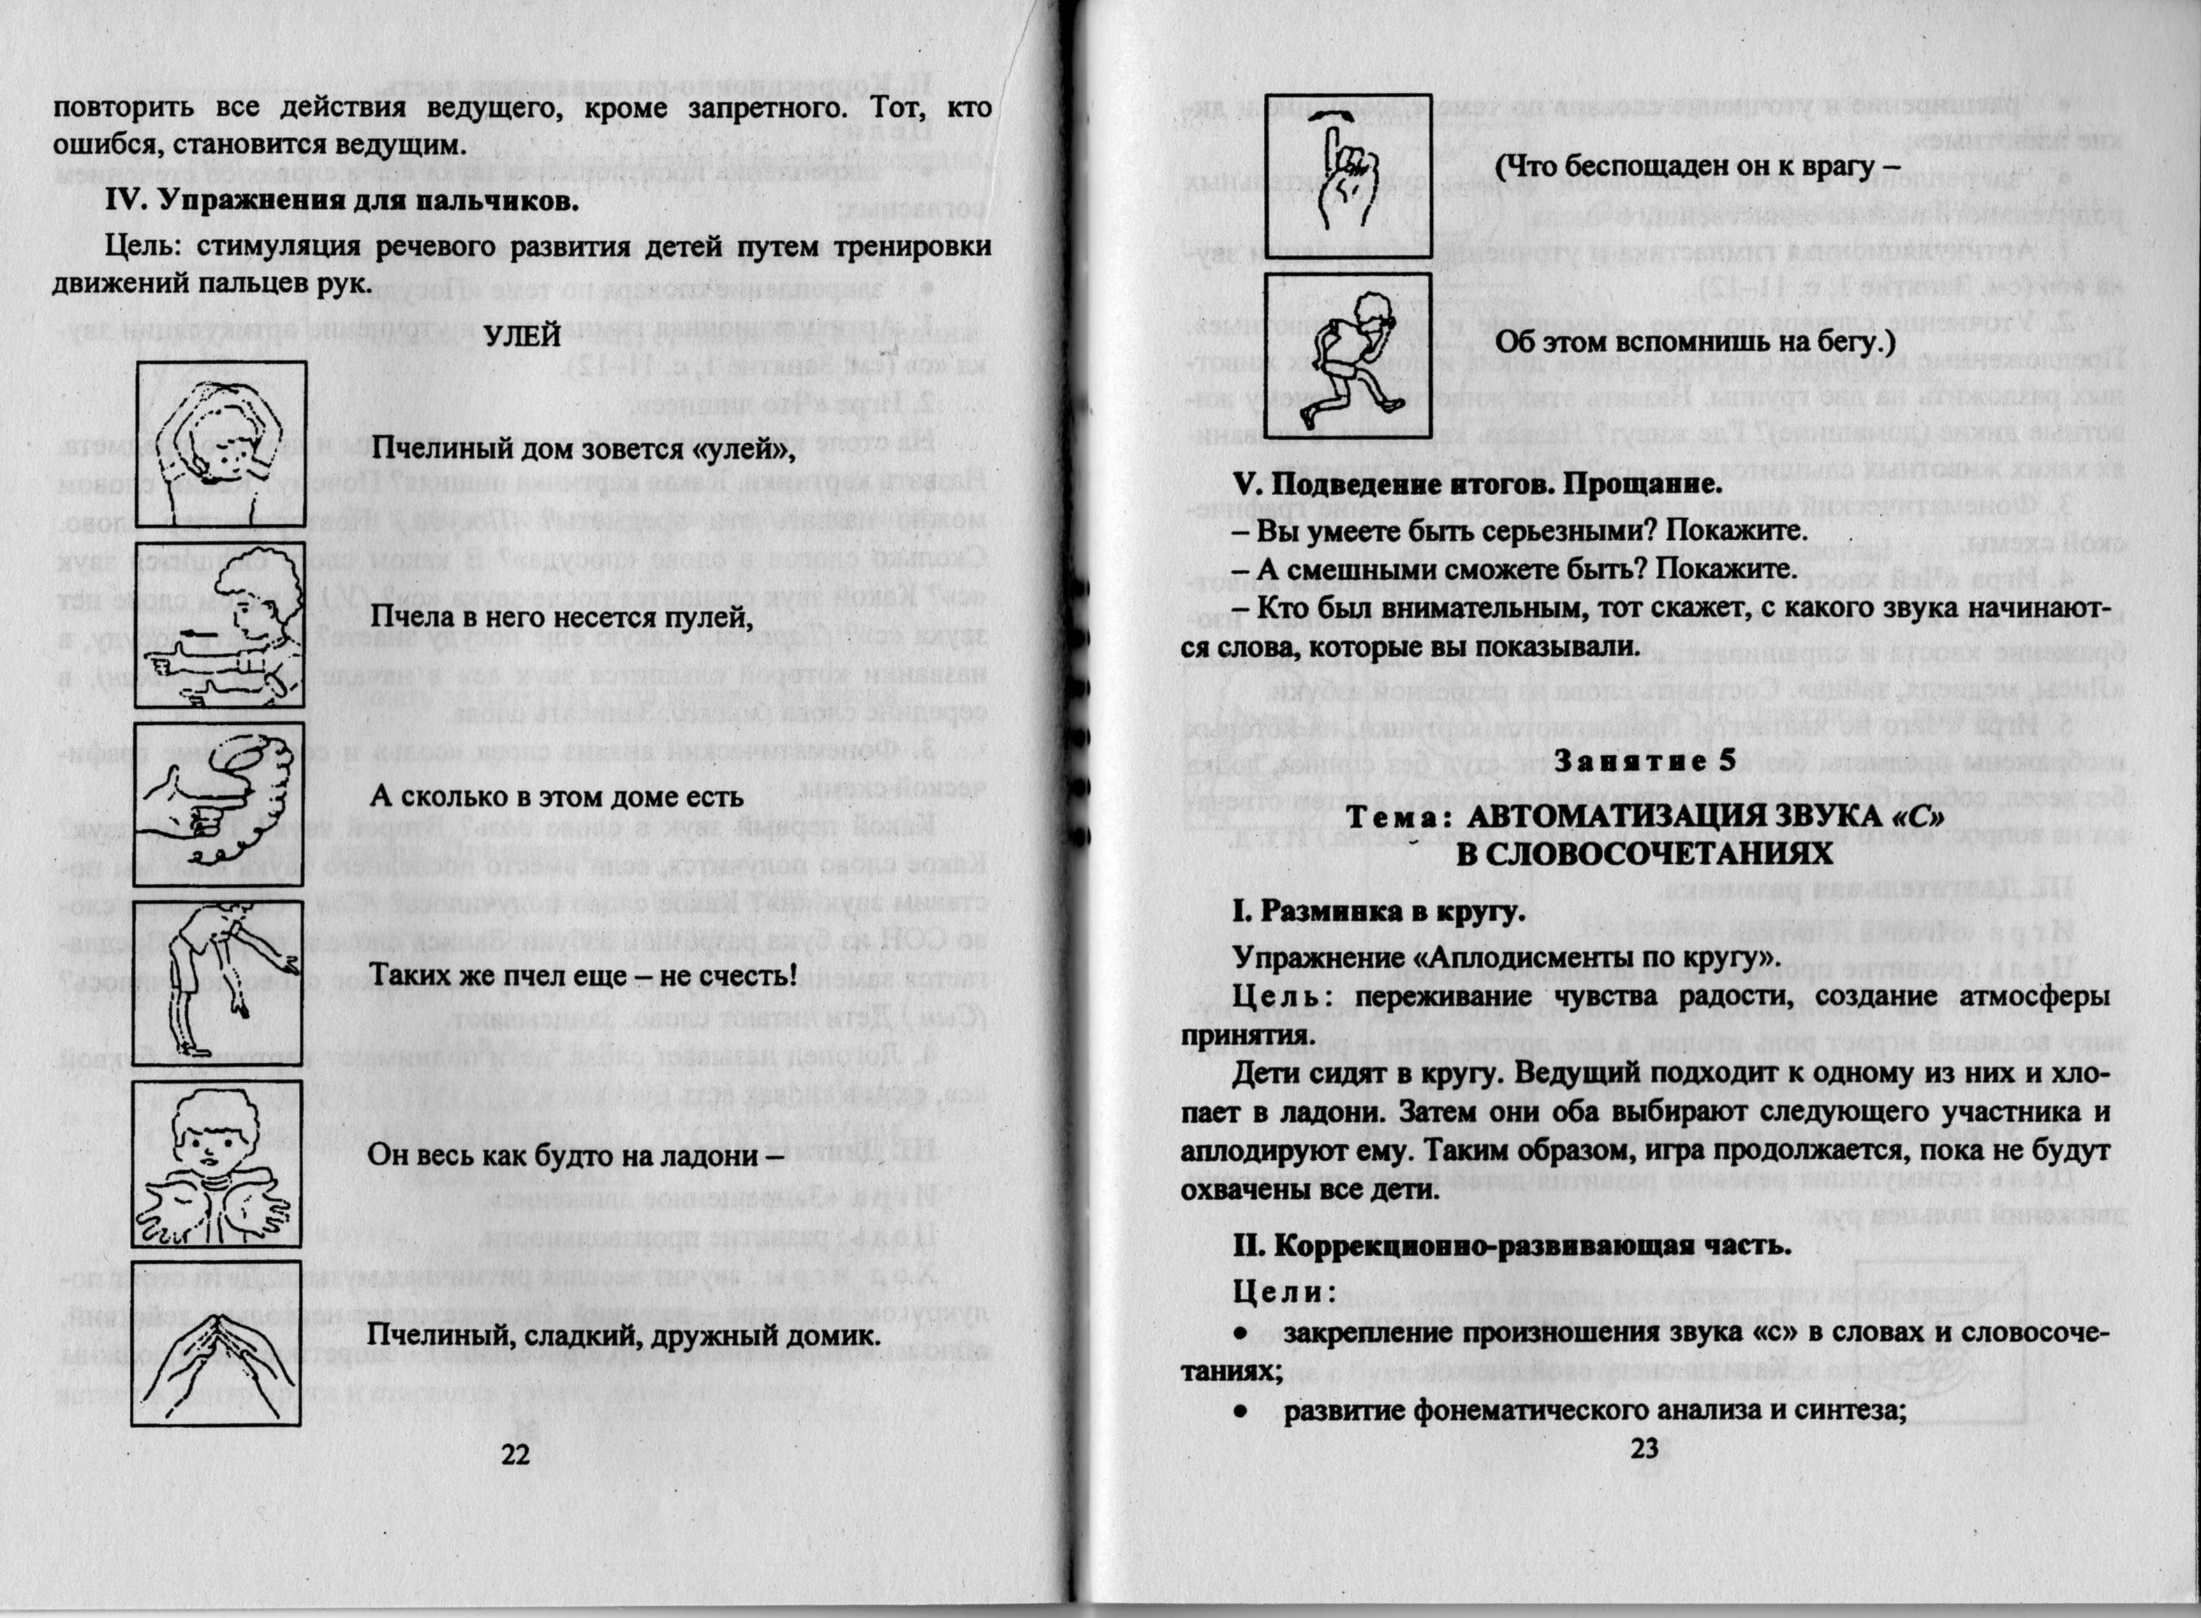 повторить все действия ведущего, кроме запретного. Тот, кто
ошибся, становится ведущим.
IV. Упражнения для пальчиков.
Цель: стимуляция речевого развития детей путем тренировки
движений пальцев рук.
УЛЕЙ
Пчелиный дом зовется «улей»,
Пчела в него несется пулей,
А сколько в этом доме есть
Таких же пчел еще – не счесть!
Он весь как будто на ладони –
Пчелиный, сладкий, дружный домик.
22
(Что беспощаден он к врагу –
Об этом вспомнишь на бегу.)
V. Подведение итогов. Прощание.
– Вы умеете быть серьезными? Покажите.
– А смешными сможете быть? Покажите.
– Кто был внимательным, тот скажет, с какого звука начинают-
ся слова, которые вы показывали.
Занятие 5
Тема: АВТОМАТИЗАЦИЯ ЗВУКА «С»
В СЛОВОСОЧЕТАНИЯХ
I. Разминка в кругу.
Упражнение «Аплодисменты по кругу».
Цель: переживание чувства радости, создание атмосферы
принятия.
Дети сидят в кругу. Ведущий подходит к одному из них и хло-
пает в ладони. Затем они оба выбирают следующего участника и
аплодируют ему. Таким образом, игра продолжается, пока не будут
охвачены все дети.
II. Коррекционно-развивающая часть.
Цели:
• закрепление произношения звука «с» в словах и словосоче-
таниях;
• развитие фонематического анализа и синтеза;
23